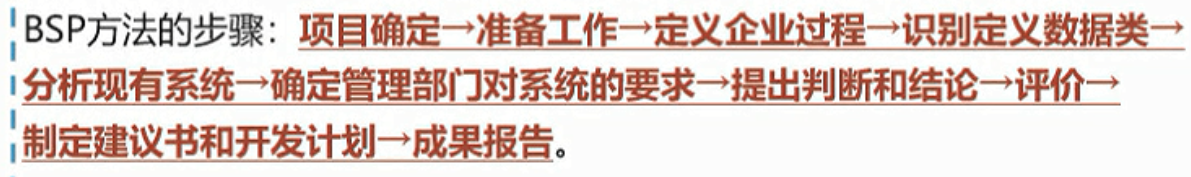 BSP方法的步骤：项目确定→准备工作→定义企业过程→识别定义数据类→
分析现有系统→确定管理部门对系统的要求→提出判断和结论→评价→
制定建议书和开发计划→成果报告。